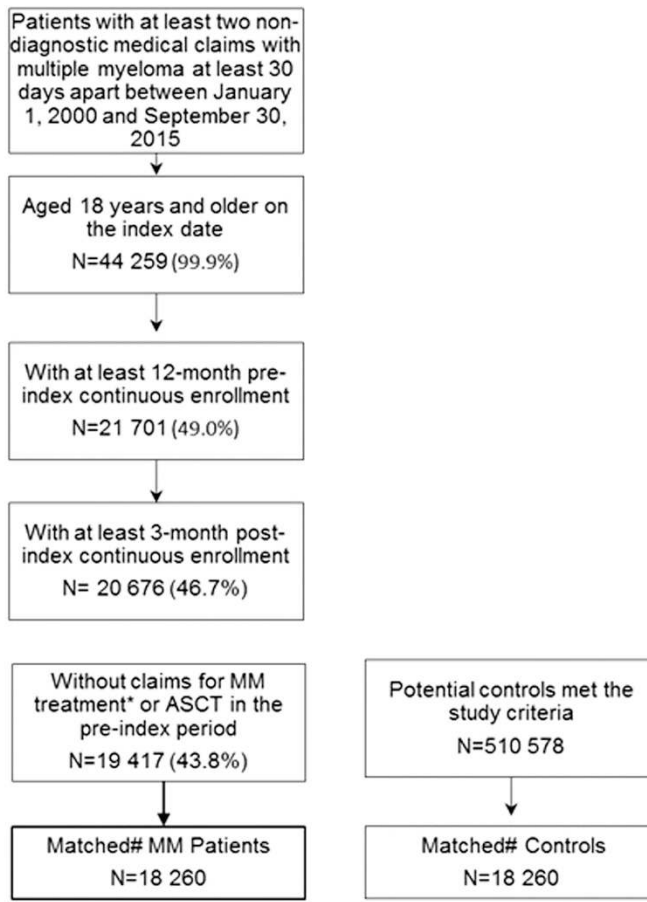 Patients with at least two non-
diagnostic medical claims with
multiple myeloma at least 30
days apart between January
1, 2000 and September 30,
2015
Aged 18 years and older on
the index date
N=44 259 (99.9%)
With at least 12-month pre-
index continuous enrollment
N=21 701 (49.0%)
With at least 3-month post-
index continuous enrollment
N= 20 676 (46.7%)
Without claims for MM
treatment* or ASCT in the
pre-index period
N=19 417 (43.8%)
Potential controls met the
study criteria
N=510 578
Matched# MM Patients
N=18 260
Matched# Controls
N=18 260